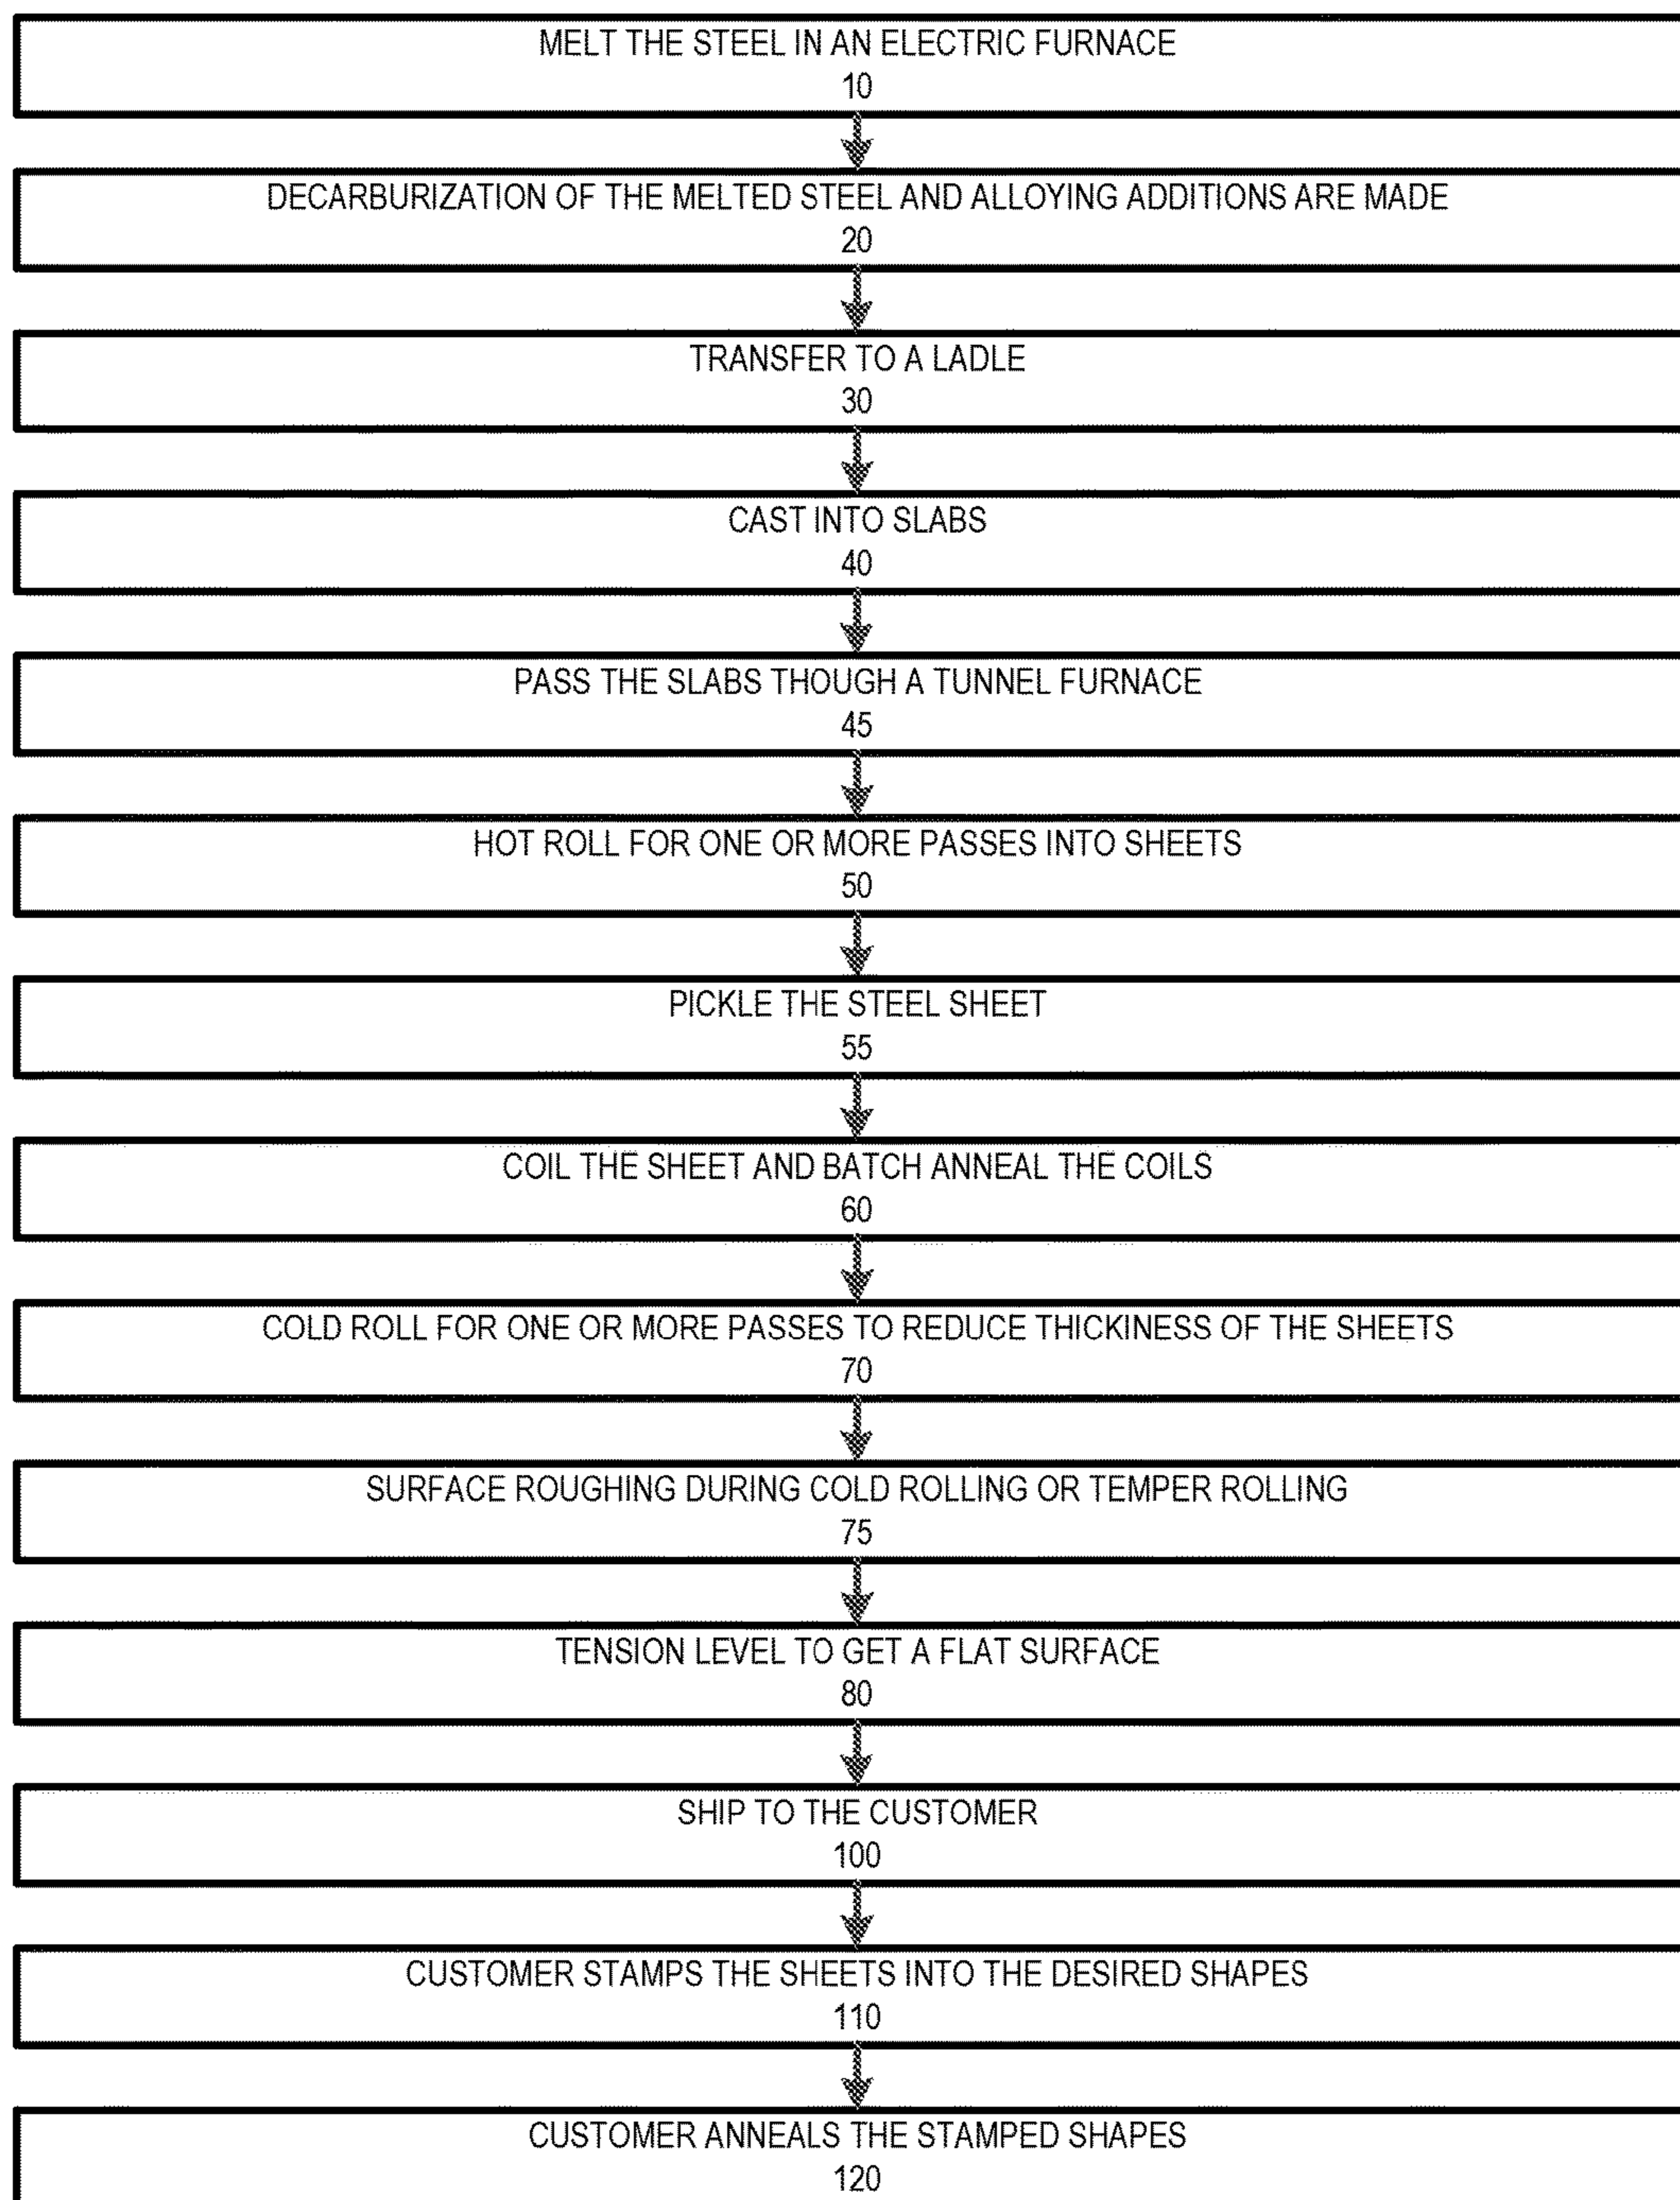 MELT THE STEEL IN AN ELECTRIC FURNACE
10
DECARBURIZATION OF THE MELTED STEEL AND ALLOYING ADDITIONS ARE MADE
20
TRANSFER TO A LADLE
30
CAST INTO SLABS
40
PASS THE SLABS THOUGH A TUNNEL FURNACE
45
HOT ROLL FOR ONE OR MORE PASSES INTO SHEETS
50
PICKLE THE STEEL SHEET
55
COIL THE SHEET AND BATCH ANNEAL THE COILS
60
COLD ROLL FOR ONE OR MORE PASSES TO REDUCE THICKINESS OF THE SHEETS
70
SURFACE ROUGHING DURING COLD ROLLING OR TEMPER ROLLING
75
TENSION LEVEL TO GET A FLAT SURFACE
80
SHIP TO THE CUSTOMER
100
CUSTOMER STAMPS THE SHEETS INTO THE DESIRED SHAPES
110
CUSTOMER ANNEALS THE STAMPED SHAPES
120